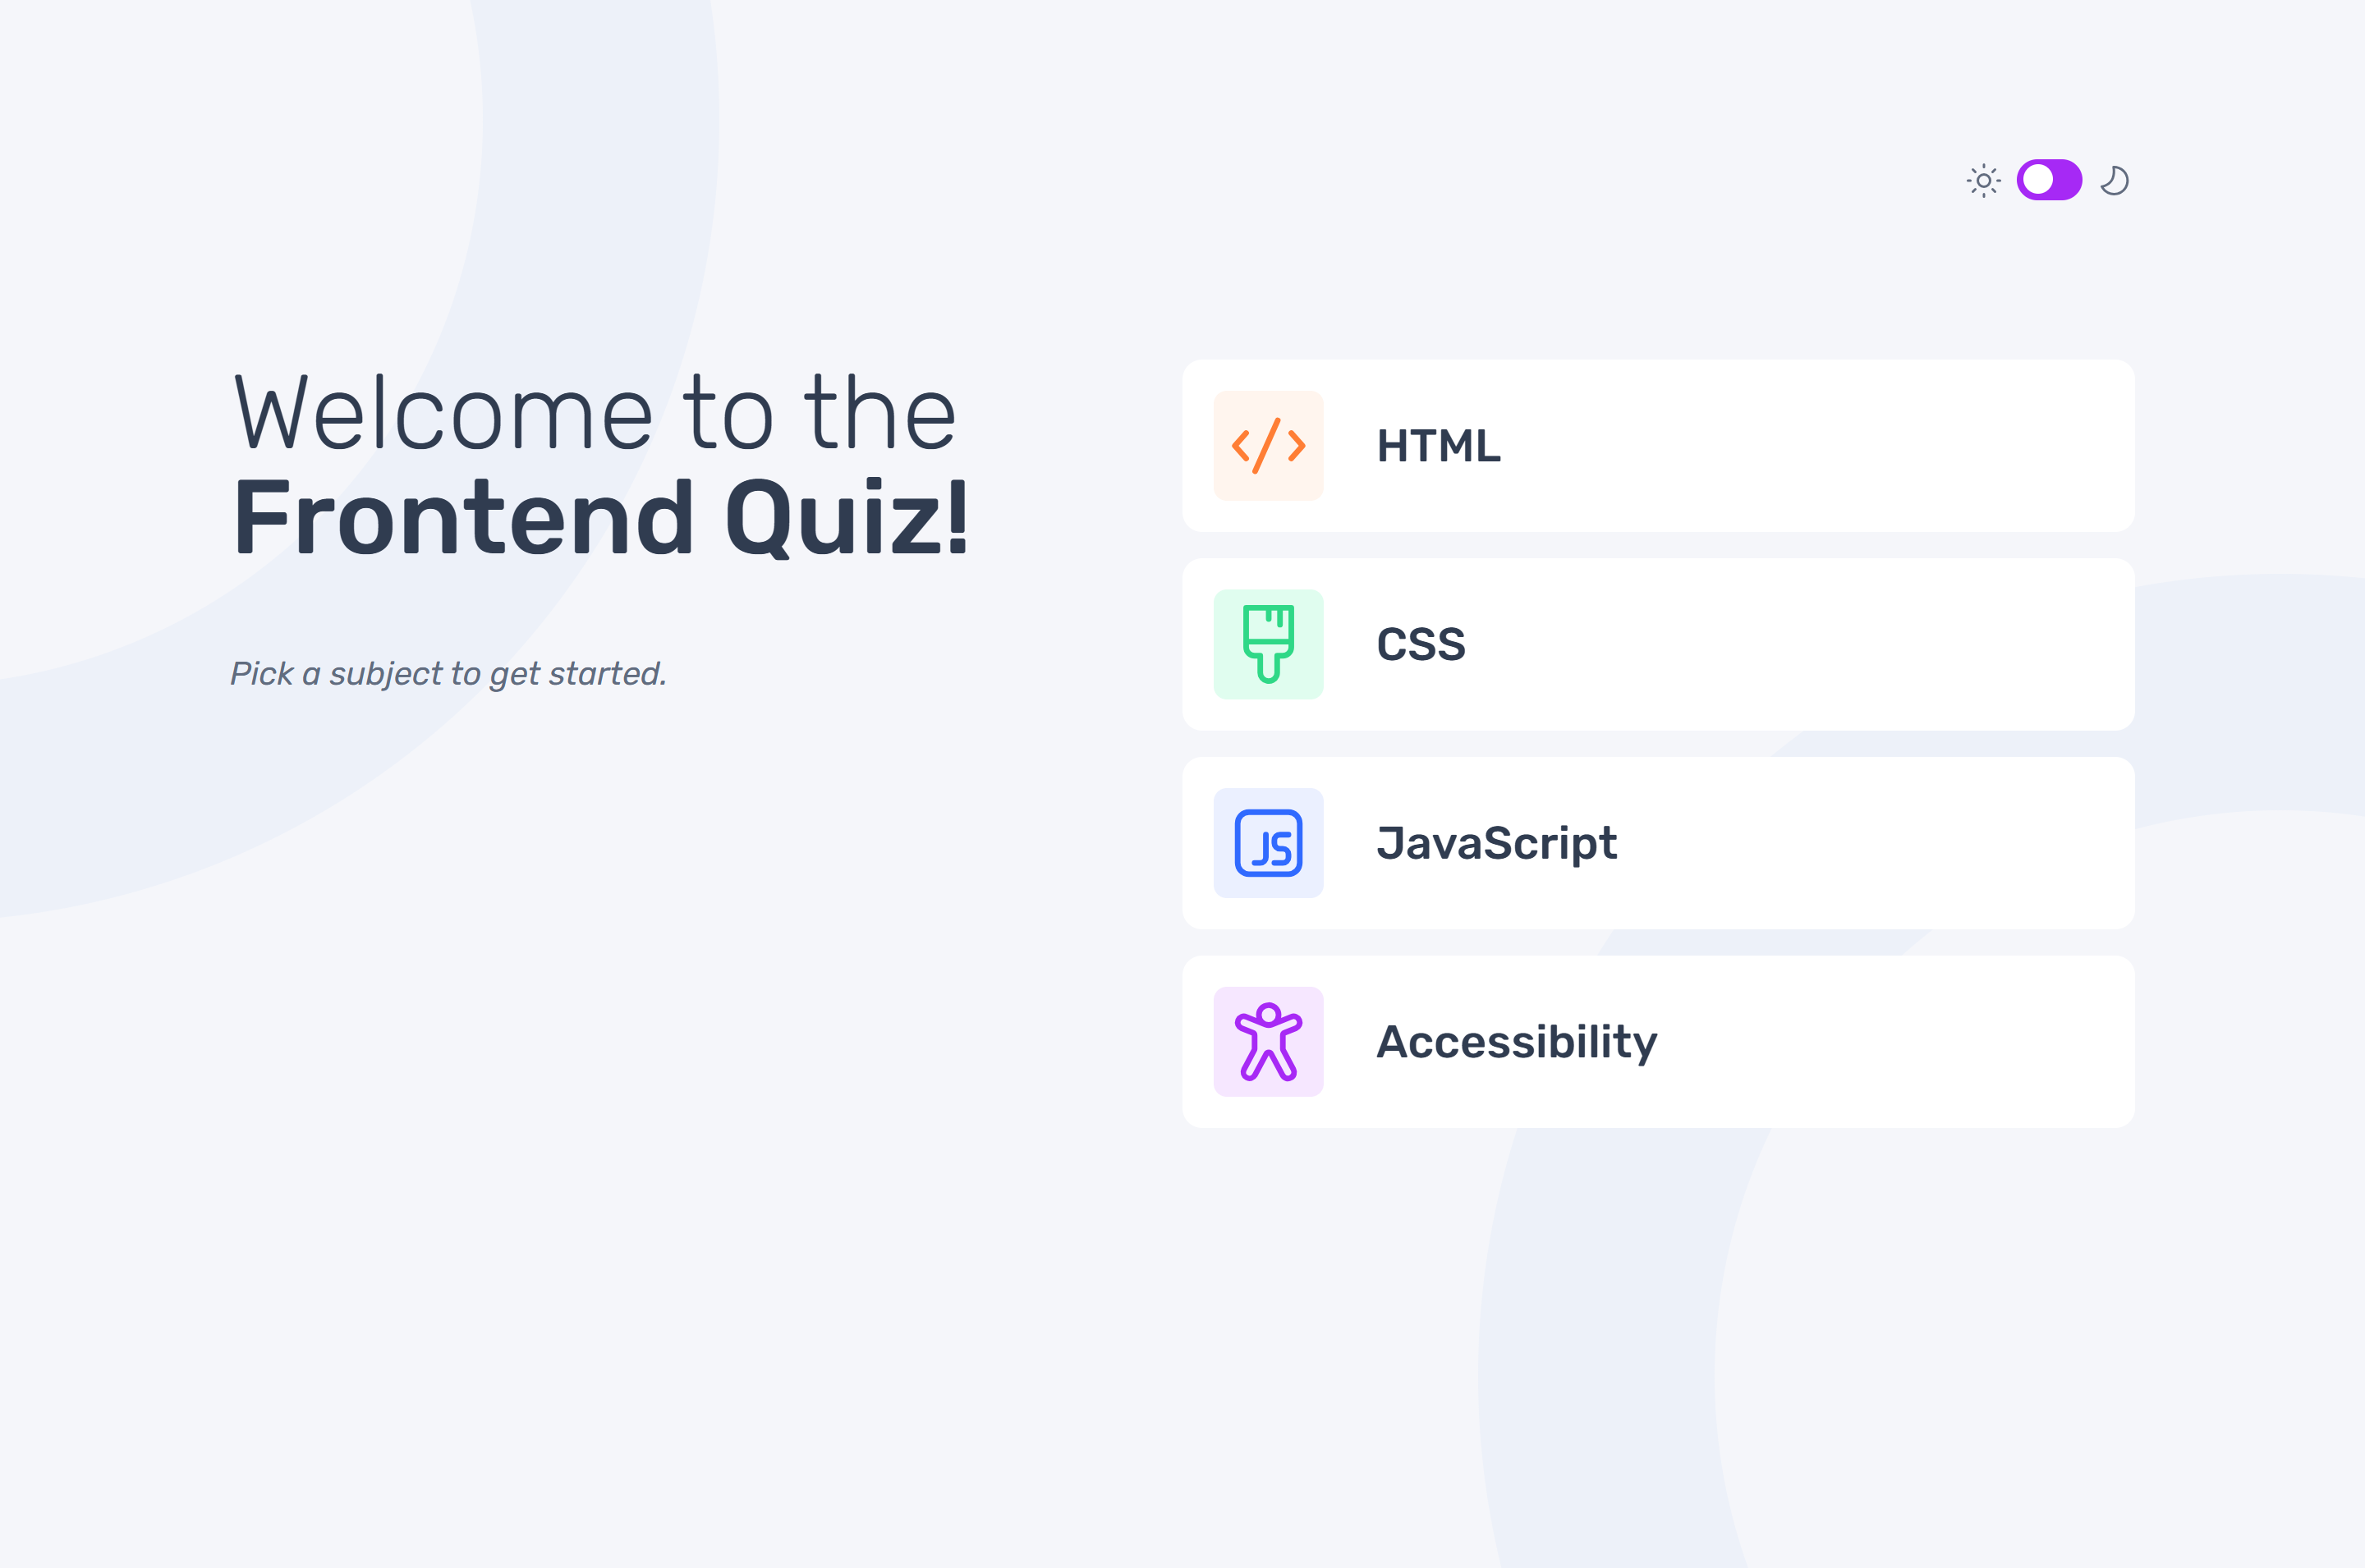 Welcome to the
Frontend Quiz!
Pick a subject to get started.
HTML
CSS
JS
JavaScript
Accessibility